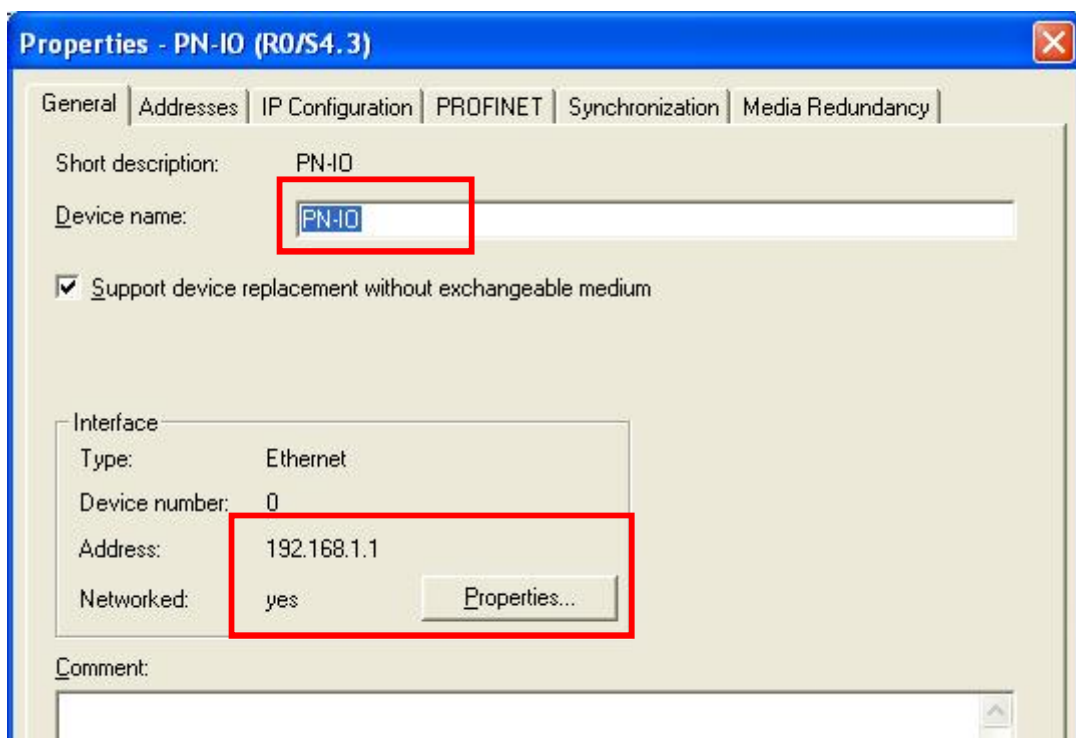 Properties - PN-IO (R0/S4.3)
General Addresses IP Configuration PROFINET Synchronization Media Redundancy
Short description: PN-IO
Device name: PN-IO
Support device replacement without exchangeable medium
Interface
Type: Ethernet
Device number: 0
Address: 192.168.1.1
Networked: yes Properties...
Comment: